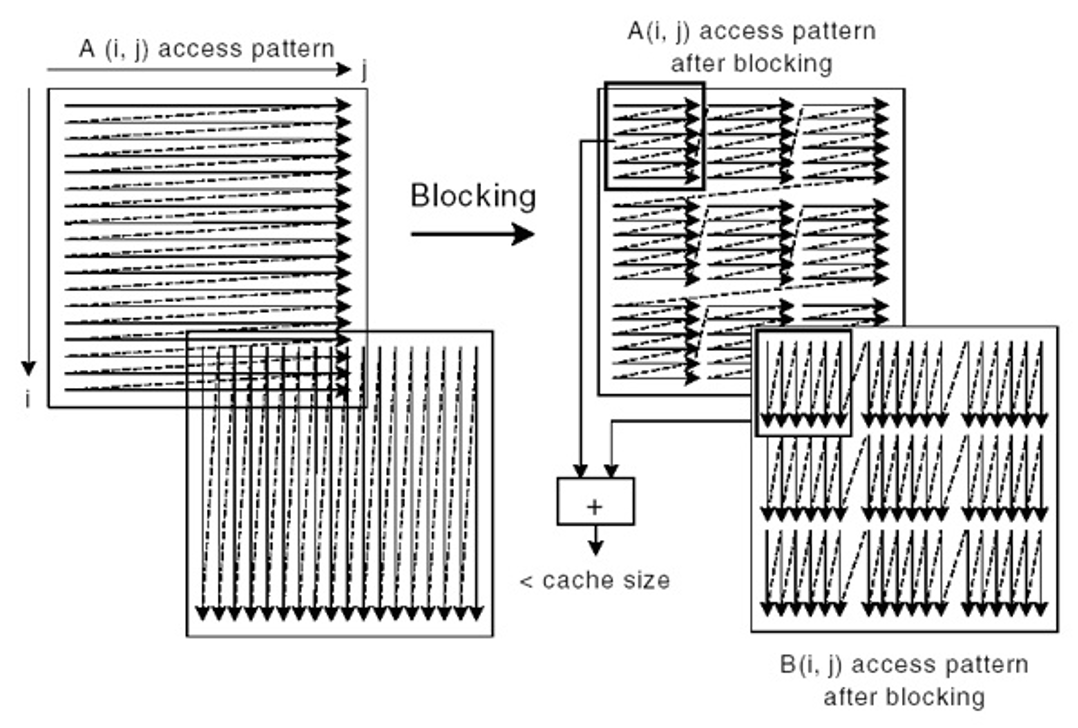 A (i, j) access pattern
j
i
Blocking
A(i, j) access pattern
after blocking
+
< cache size
B(i, j) access pattern
after blocking